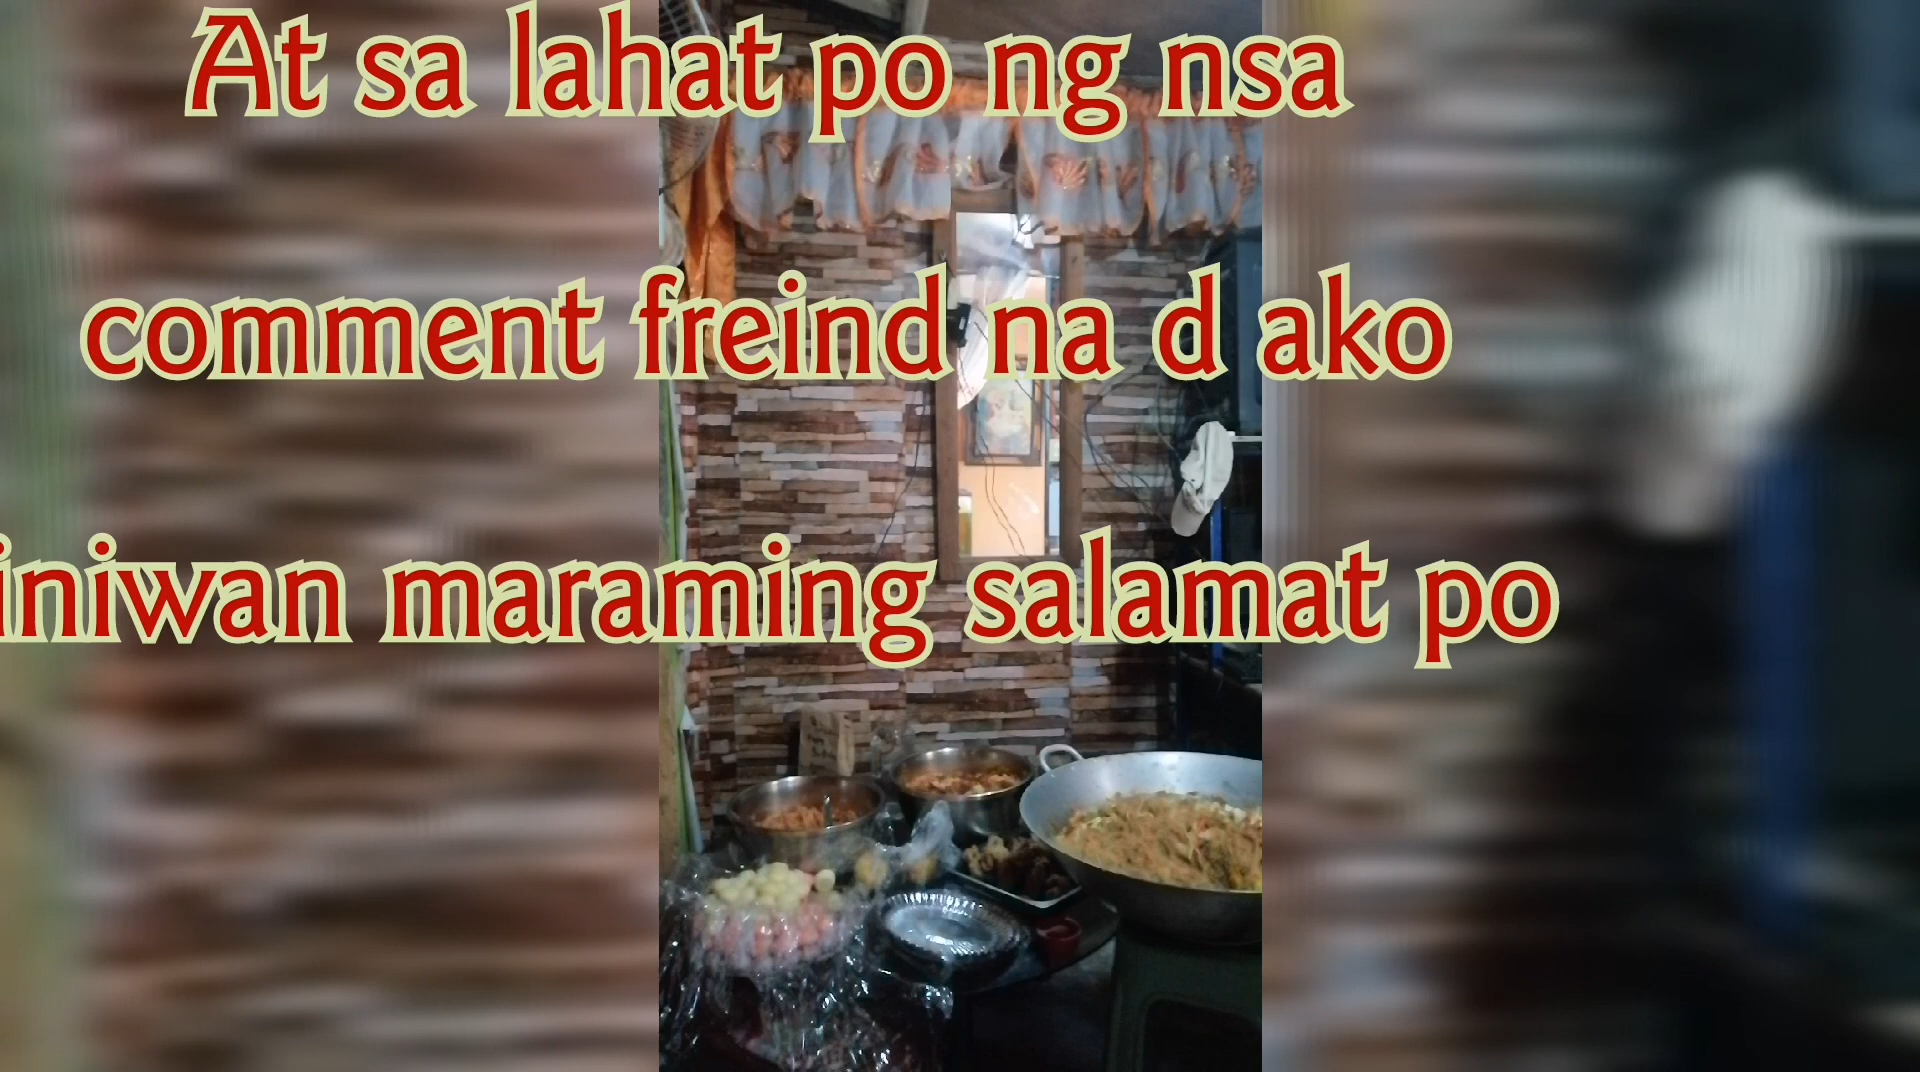 At sa lahat po ng nsa
comment freind na d ako
iniwan maraming salamat po